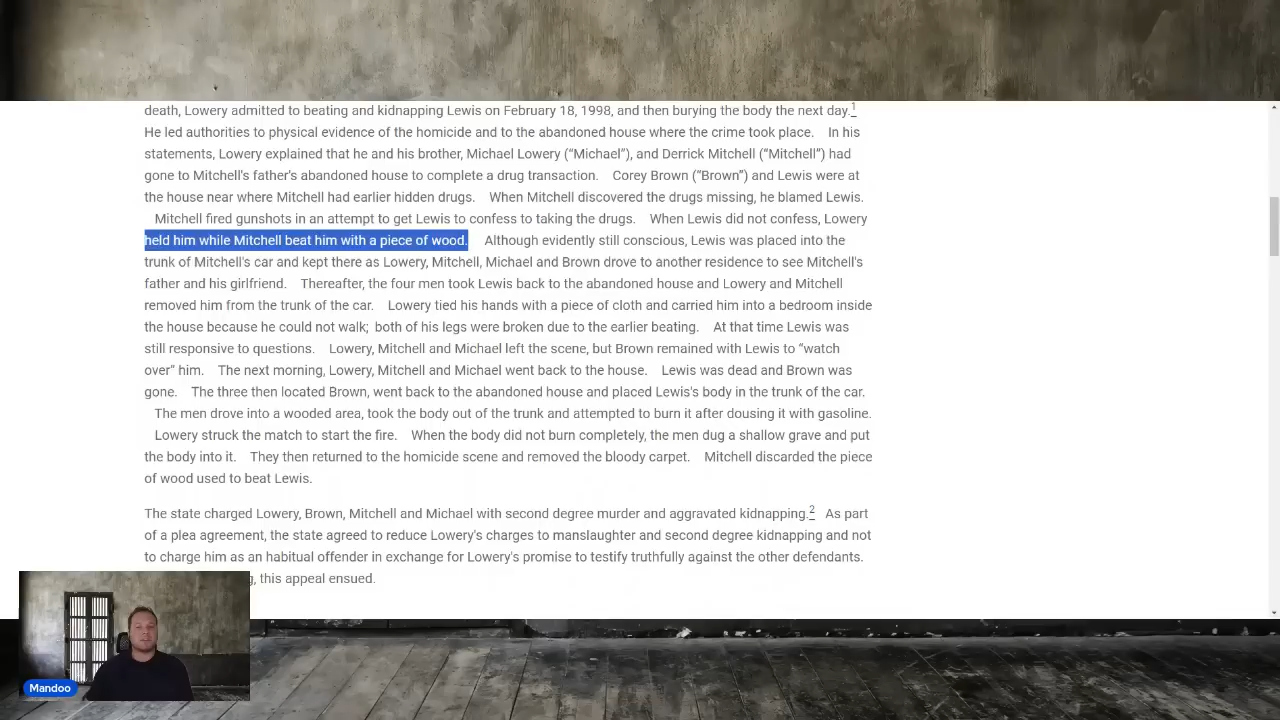 death, Lowery admitted to beating and kidnapping Lewis on February 18, 1998, and then burying the body the next day.1
He led authorities to physical evidence of the homicide and to the abandoned house where the crime took place. In his
statements, Lowery explained that he and his brother, Michael Lowery (“Michael”), and Derrick Mitchell (“Mitchell”) had
gone to Mitchell's father's abandoned house to complete a drug transaction. Corey Brown (“Brown”) and Lewis were at
the house near where Mitchell had earlier hidden drugs. When Mitchell discovered the drugs missing, he blamed Lewis.
Mitchell fired gunshots in an attempt to get Lewis to confess to taking the drugs. When Lewis did not confess, Lowery
held him while Mitchell beat him with a piece of wood. Although evidently still conscious, Lewis was placed into the
trunk of Mitchell's car and kept there as Lowery, Mitchell, Michael and Brown drove to another residence to see Mitchell's
father and his girlfriend. Thereafter, the four men took Lewis back to the abandoned house and Lowery and Mitchell
removed him from the trunk of the car. Lowery tied his hands with a piece of cloth and carried him into a bedroom inside
the house because he could not walk; both of his legs were broken due to the earlier beating. At that time Lewis was
still responsive to questions. Lowery, Mitchell and Michael left the scene, but Brown remained with Lewis to “watch
over” him. The next morning, Lowery, Mitchell and Michael went back to the house. Lewis was dead and Brown was
gone. The three then located Brown, went back to the abandoned house and placed Lewis's body in the trunk of the car.
The men drove into a wooded area, took the body out of the trunk and attempted to burn it after dousing it with gasoline.
Lowery struck the match to start the fire. When the body did not burn completely, the men dug a shallow grave and put
the body into it. They then returned to the homicide scene and removed the bloody carpet. Mitchell discarded the piece
of wood used to beat Lewis.
The state charged Lowery, Brown, Mitchell and Michael with second degree murder and aggravated kidnapping.2 As part
of a plea agreement, the state agreed to reduce Lowery's charges to manslaughter and second degree kidnapping and not
to charge him as an habitual offender in exchange for Lowery's promise to testify truthfully against the other defendants.
, this appeal ensued.
Mandoo